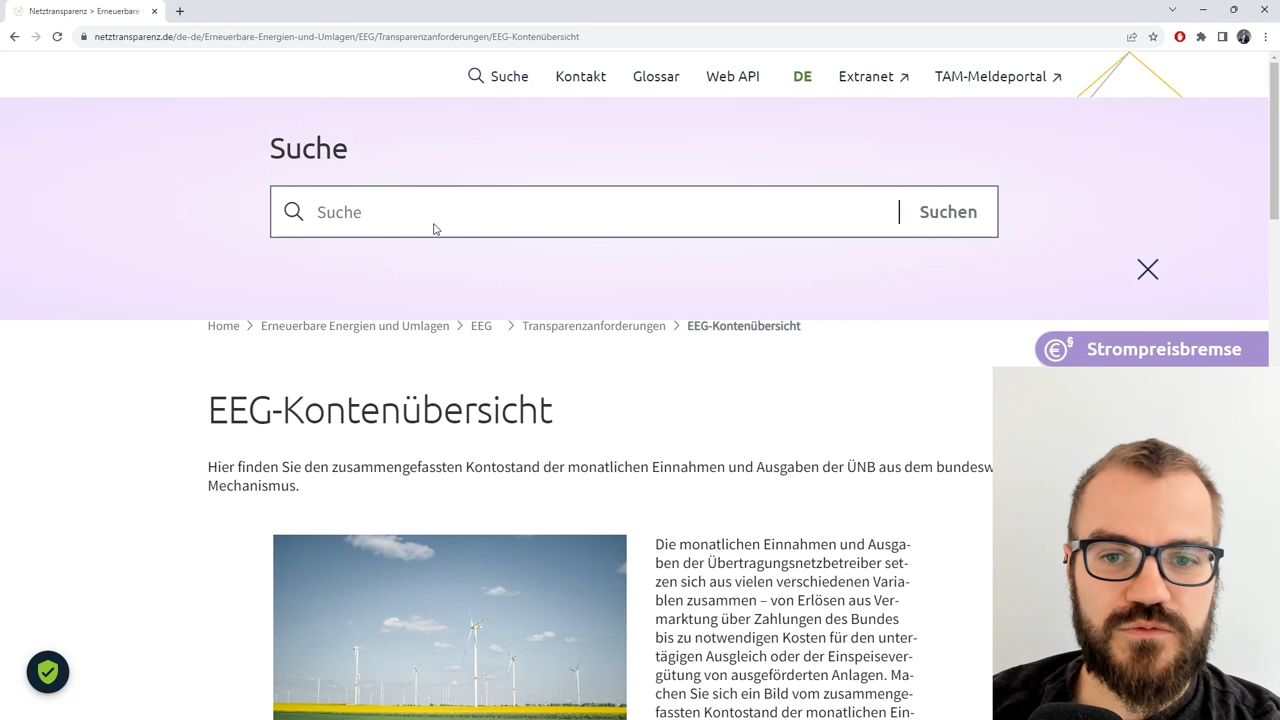 Netztransparenz > Erneuerbare
netztransparenz.de/de-de/Erneuerbare-Energien-und-Umlagen/EEG/Transparenzanforderungen/EEG-Kontenübersicht
Suche Kontakt Glossar Web API DE Extranet ↗ TAM-Meldeportal ↗
Suche
Suche Suchen
Home > Erneuerbare Energien und Umlagen > EEG > Transparenzanforderungen > EEG-Kontenübersicht
€§ Strompreisbremse
EEG-Kontenübersicht
Hier finden Sie den zusammengefassten Kontostand der monatlichen Einnahmen und Ausgaben der ÜNB aus dem bundesw
Mechanismus.
Die monatlichen Einnahmen und Ausga-
ben der Übertragungsnetzbetreiber set-
zen sich aus vielen verschiedenen Varia-
blen zusammen – von Erlösen aus Ver-
marktung über Zahlungen des Bundes
bis zu notwendigen Kosten für den unter-
tägigen Ausgleich oder der Einspeisever-
gütung von ausgeförderten Anlagen. Ma-
chen Sie sich ein Bild vom zusammenge-
fassten Kontostand der monatlichen Ein-